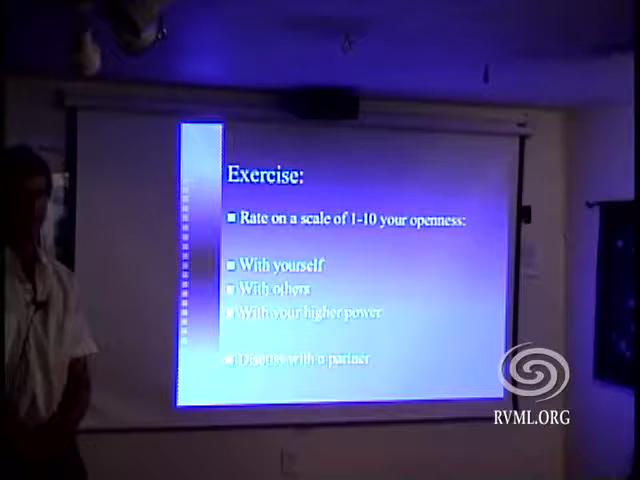 Exercise:
Rate on a scale of 1-10 your openness:
With yourself
With others
With your higher power
Discuss with a partner
RVML.ORG